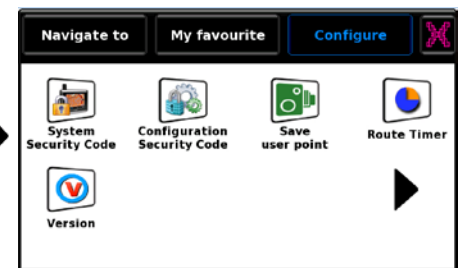 Navigate to
My favourite
Configure
System
Security Code
Configuration
Security Code
Save
user point
Route Timer
Version